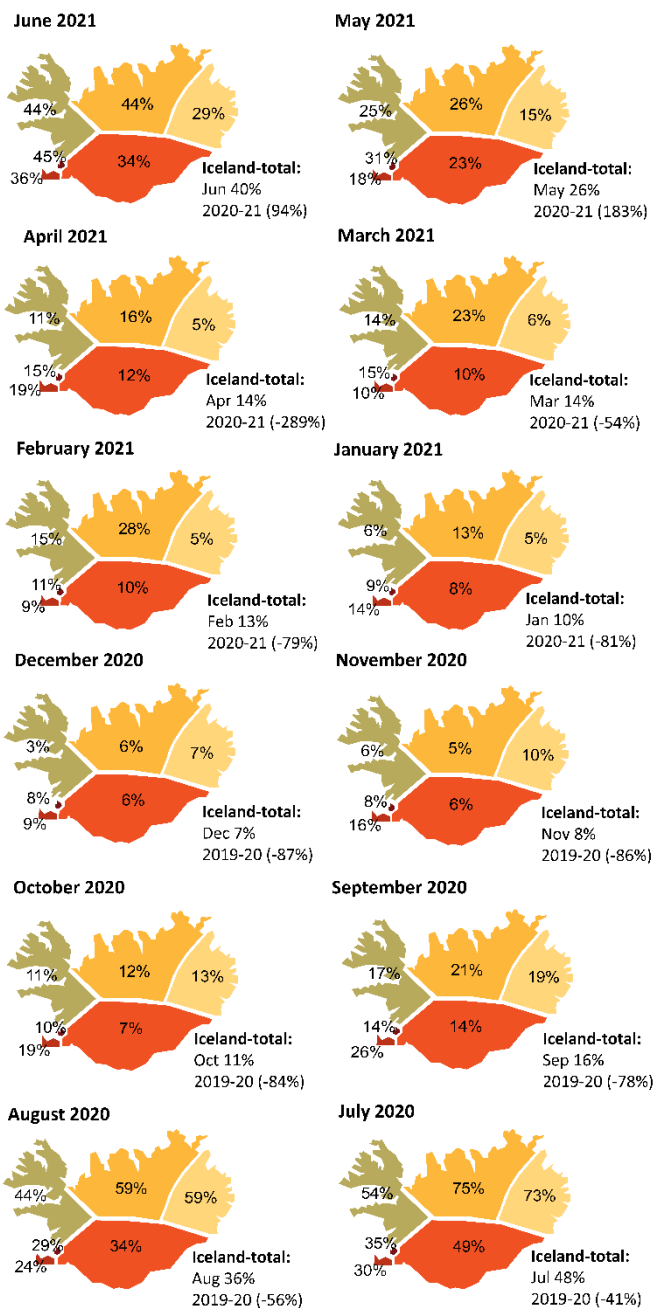 June 2021
44%
44%
29%
45%
34%
36%
Iceland-total:
Jun 40%
2020-21 (94%)
May 2021
25%
26%
15%
31%
23%
18%
Iceland-total:
May 26%
2020-21 (183%)
April 2021
11%
16%
5%
15%
12%
19%
Iceland-total:
Apr 14%
2020-21 (-289%)
March 2021
14%
23%
6%
15%
10%
10%
Iceland-total:
Mar 14%
2020-21 (-54%)
February 2021
15%
28%
5%
11%
10%
9%
Iceland-total:
Feb 13%
2020-21 (-79%)
January 2021
6%
13%
5%
9%
8%
14%
Iceland-total:
Jan 10%
2020-21 (-81%)
December 2020
3%
6%
7%
8%
6%
9%
Iceland-total:
Dec 7%
2019-20 (-87%)
November 2020
6%
5%
10%
8%
6%
16%
Iceland-total:
Nov 8%
2019-20 (-86%)
October 2020
11%
12%
13%
10%
7%
19%
Iceland-total:
Oct 11%
2019-20 (-84%)
September 2020
17%
21%
19%
14%
14%
26%
Iceland-total:
Sep 16%
2019-20 (-78%)
August 2020
44%
59%
59%
29%
34%
24%
Iceland-total:
Aug 36%
2019-20 (-56%)
July 2020
54%
75%
73%
35%
49%
30%
Iceland-total:
Jul 48%
2019-20 (-41%)